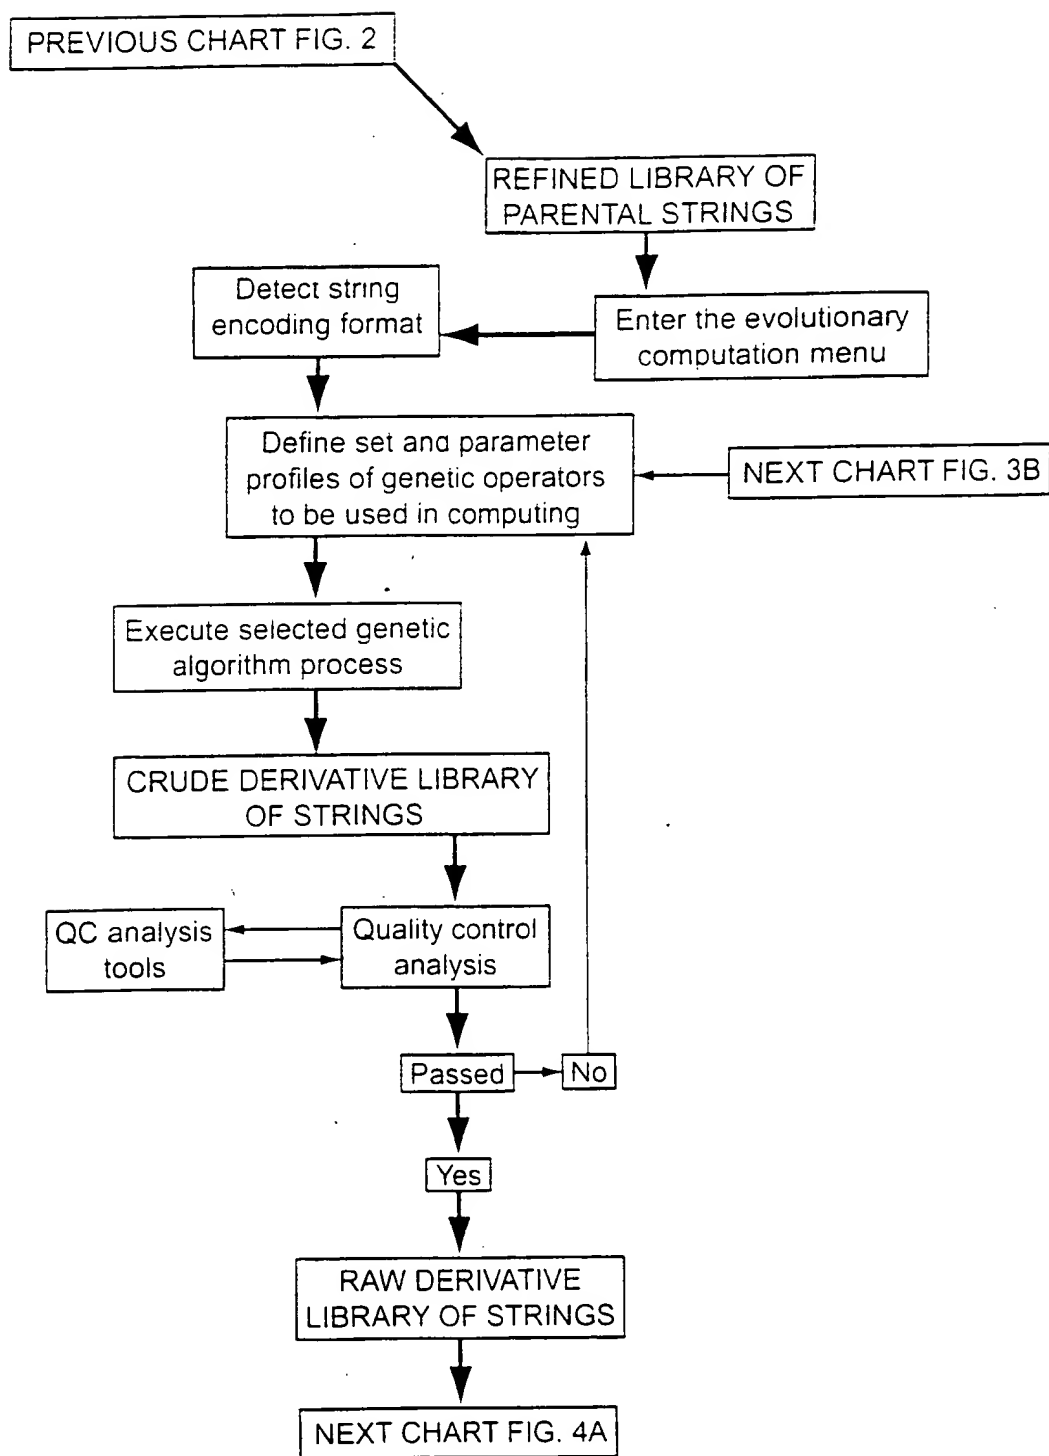 PREVIOUS CHART FIG. 2
REFINED LIBRARY OF
PARENTAL STRINGS
Detect string
encoding format
Enter the evolutionary
computation menu
Define set and parameter
profiles of genetic operators
to be used in computing
NEXT CHART FIG. 3B
Execute selected genetic
algorithm process
CRUDE DERIVATIVE LIBRARY
OF STRINGS
QC analysis
tools
Quality control
analysis
Passed
No
Yes
RAW DERIVATIVE
LIBRARY OF STRINGS
NEXT CHART FIG. 4A